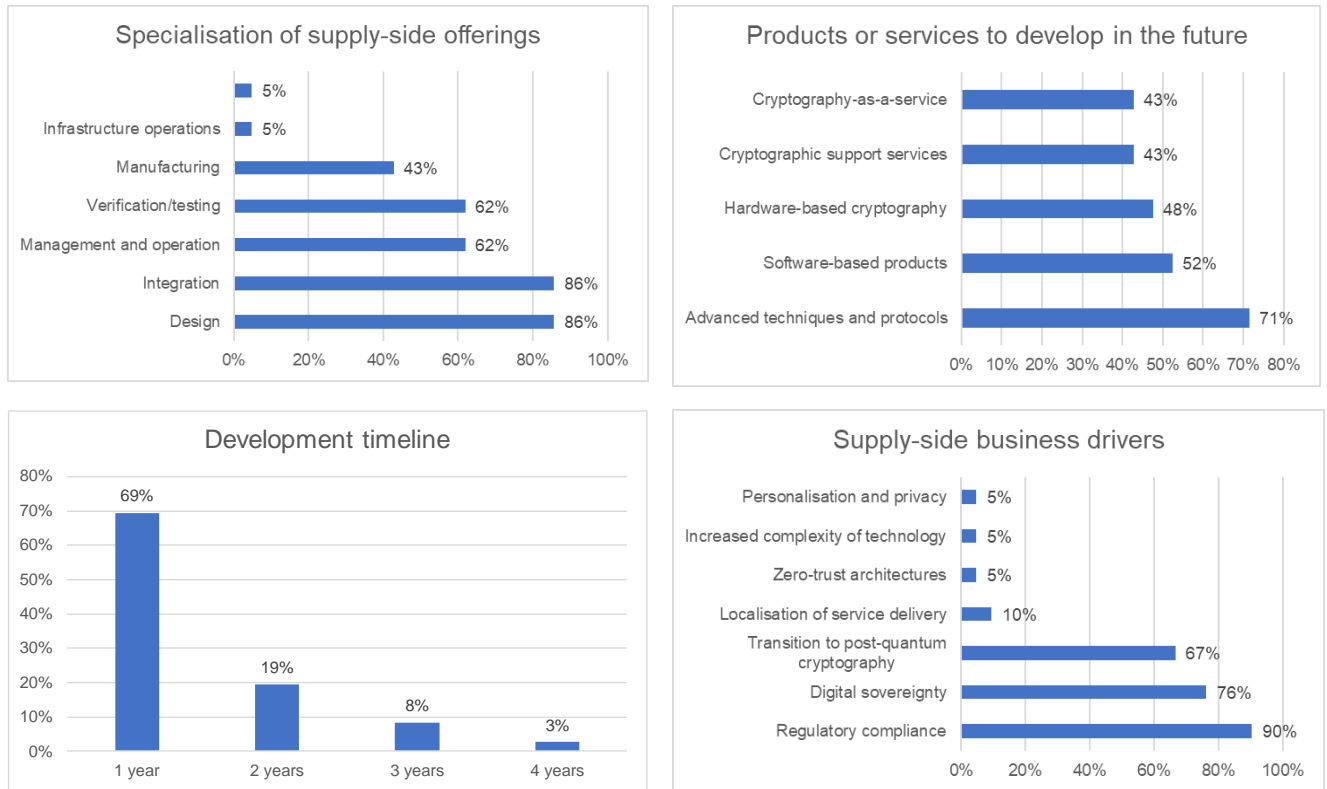 Specialisation of supply-side offerings
5%
Infrastructure operations 5%
Manufacturing 43%
Verification/testing 62%
Management and operation 62%
Integration 86%
Design 86%
0% 20% 40% 60% 80% 100%
Products or services to develop in the future
Cryptography-as-a-service 43%
Cryptographic support services 43%
Hardware-based cryptography 48%
Software-based products 52%
Advanced techniques and protocols 71%
0% 10% 20% 30% 40% 50% 60% 70% 80%
Development timeline
80%
70%
60%
50%
40%
30%
20%
10%
0%
69%
19%
8%
3%
1 year 2 years 3 years 4 years
Supply-side business drivers
Personalisation and privacy 5%
Increased complexity of technology 5%
Zero-trust architectures 5%
Localisation of service delivery 10%
Transition to post-quantum
cryptography 67%
Digital sovereignty 76%
Regulatory compliance 90%
0% 20% 40% 60% 80% 100%